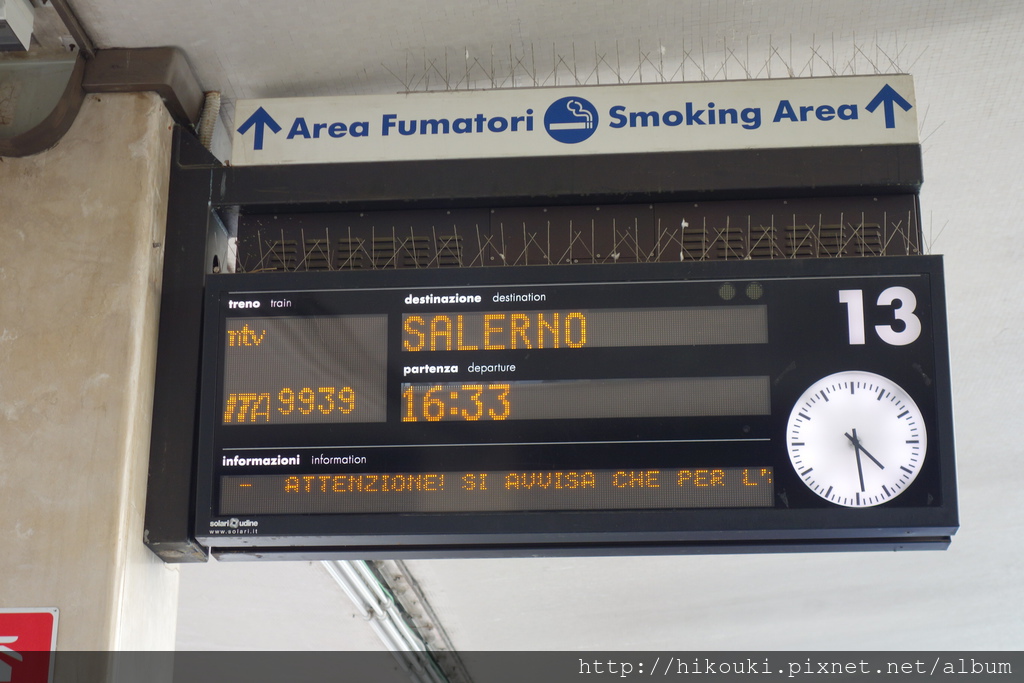 Area Fumatori Smoking Area
treno train
destinazione destination
13
ntv
SALERNO
partenza departure
ITA 9939
16:33
informazioni information
- ATTENZIONE! SI AVVISA CHE PER L'
solari udine
www.solari.it
http://hikouki.pixnet.net/album